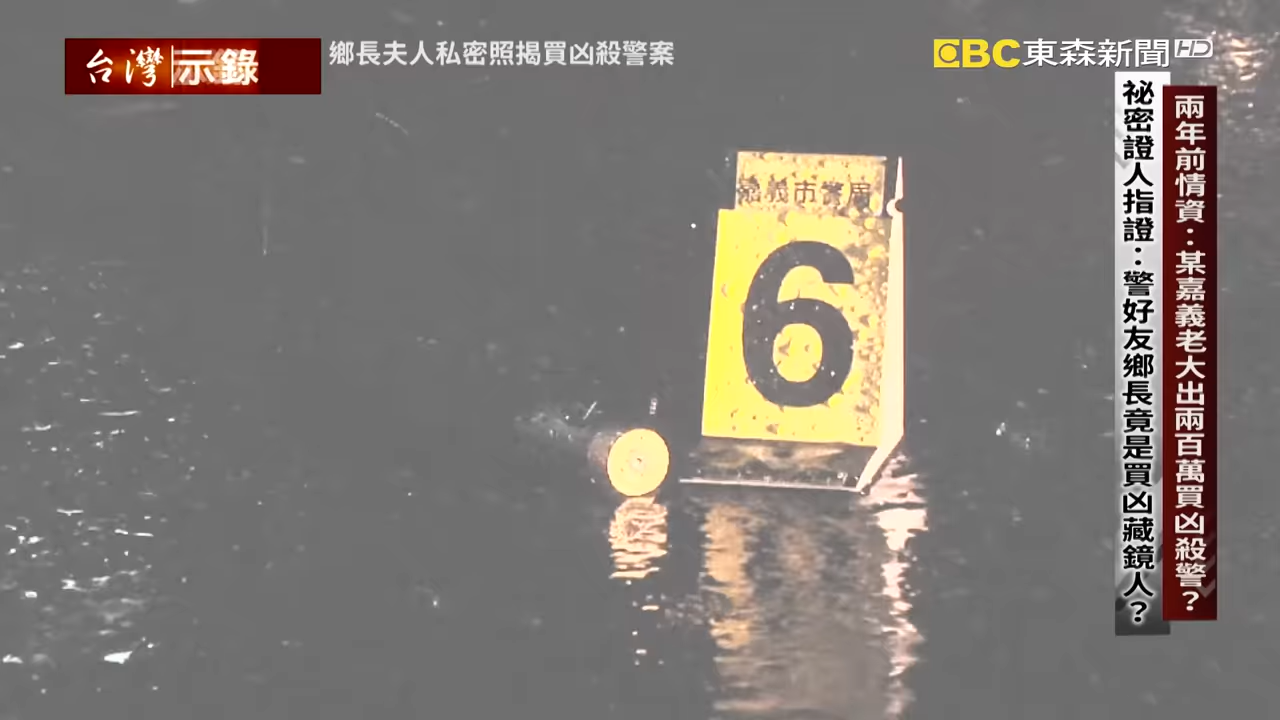 台灣示錄
鄉長夫人私密照揭買凶殺警案
EBC東森新聞HD
兩年前情資：某嘉義老大出兩百萬買凶殺警？
祕密證人指證：警好友鄉長竟是買凶藏鏡人？
嘉義市警
6